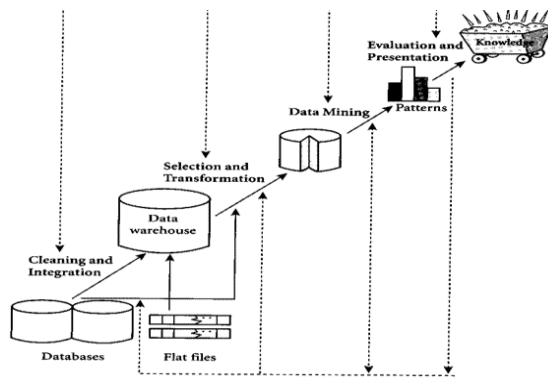 Evaluation and
Presentation
Knowledge
Data Mining
Patterns
Selection and
Transformation
Data
warehouse
Cleaning and
Integration
Databases
Flat files